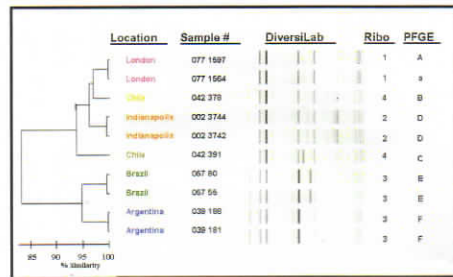 Location Sample # DiversiLab Ribo PFGE
London 077 1697 1 A
London 077 1564 1 a
Chile 042 378 4 B
Indianapolis 002 3744 2 D
Indianapolis 002 3742 2 D
Chile 042 391 4 C
Brazil 067 80 3 E
Brazil 067 56 3 E
Argentina 039 188 3 F
Argentina 039 181 3 F
85 90 95 100
% Similarity